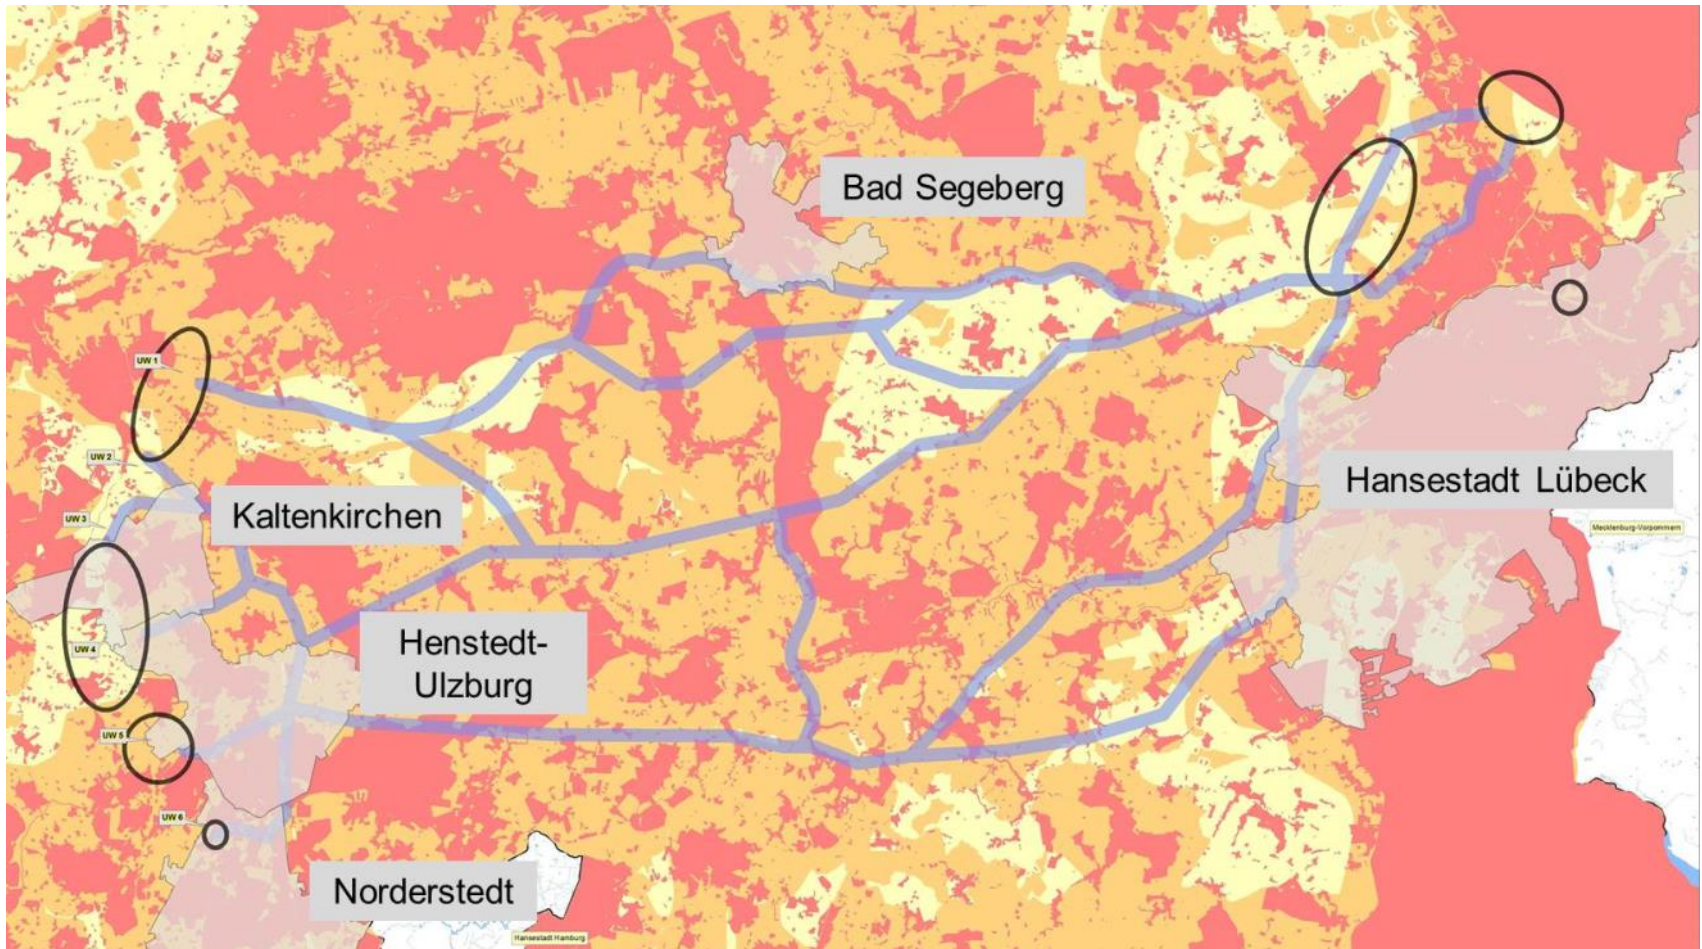 Bad Segeberg
UW 1
UW 2
Kaltenkirchen
Hansestadt Lübeck
UW 3
Mecklenburg-Vorpommern
Henstedt-
Ulzburg
UW 4
UW 5
UW 6
Norderstedt
Hansestadt Hamburg